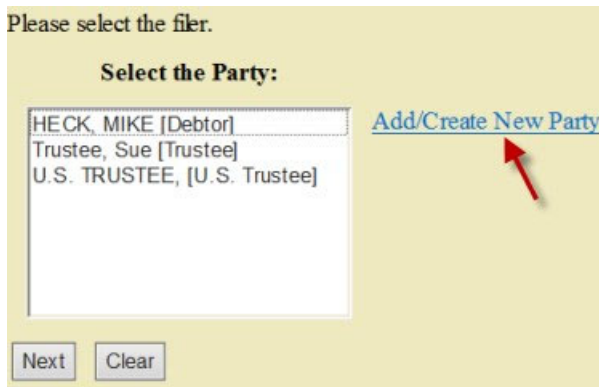 Please select the filer.
Select the Party:
HECK, MIKE [Debtor]
Trustee, Sue [Trustee]
U.S. TRUSTEE, [U.S. Trustee]
Add/Create New Party
Next
Clear